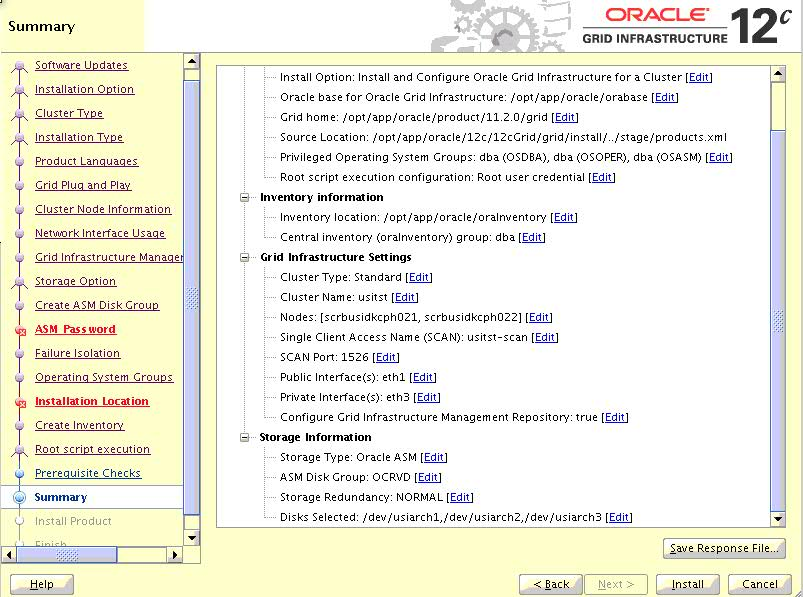 Summary
ORACLE
GRID INFRASTRUCTURE
12c
Software Updates
Installation Option
Cluster Type
Installation Type
Product Languages
Grid Plug and Play
Cluster Node Information
Network Interface Usage
Grid Infrastructure Manager
Storage Option
Create ASM Disk Group
ASM Password
Failure Isolation
Operating System Groups
Installation Location
Create Inventory
Root script execution
Prerequisite Checks
Summary
Install Product
Finish
Install Option: Install and Configure Oracle Grid Infrastructure for a Cluster [Edit]
Oracle base for Oracle Grid Infrastructure: /opt/app/oracle/orabase [Edit]
Grid home: /opt/app/oracle/product/11.2.0/grid [Edit]
Source Location: /opt/app/oracle/12c/12cGrid/grid/install/../stage/products.xml
Privileged Operating System Groups: dba (OSDBA), dba (OSOPER), dba (OSASM) [Edit]
Root script execution configuration: Root user credential [Edit]
Inventory information
Inventory location: /opt/app/oracle/oraInventory [Edit]
Central inventory (oraInventory) group: dba [Edit]
Grid Infrastructure Settings
Cluster Type: Standard [Edit]
Cluster Name: usitst [Edit]
Nodes: [scrbusidkcph021, scrbusidkcph022] [Edit]
Single Client Access Name (SCAN): usitst-scan [Edit]
SCAN Port: 1526 [Edit]
Public Interface(s): eth1 [Edit]
Private Interface(s): eth3 [Edit]
Configure Grid Infrastructure Management Repository: true [Edit]
Storage Information
Storage Type: Oracle ASM [Edit]
ASM Disk Group: OCRVD [Edit]
Storage Redundancy: NORMAL [Edit]
Disks Selected: /dev/usiarch1,/dev/usiarch2,/dev/usiarch3 [Edit]
Save Response File...
Help
< Back
Next >
Install
Cancel